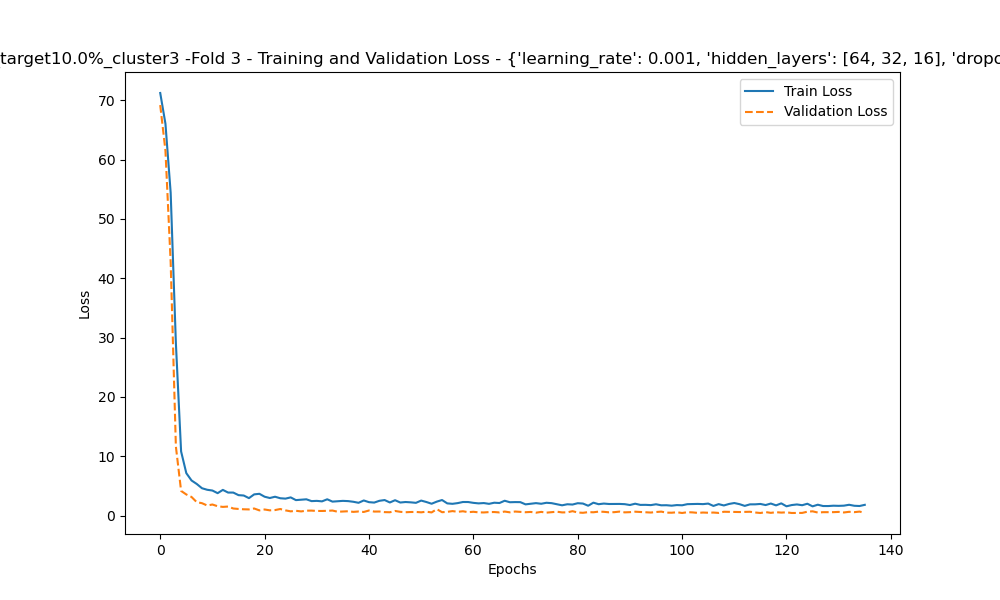 target10.0%_cluster3 -Fold 3 - Training and Validation Loss - {'learning_rate': 0.001, 'hidden_layers': [64, 32, 16], 'dropo
Train Loss
Validation Loss
70
60
50
40
30
20
10
0
Loss
0 20 40 60 80 100 120 140
Epochs